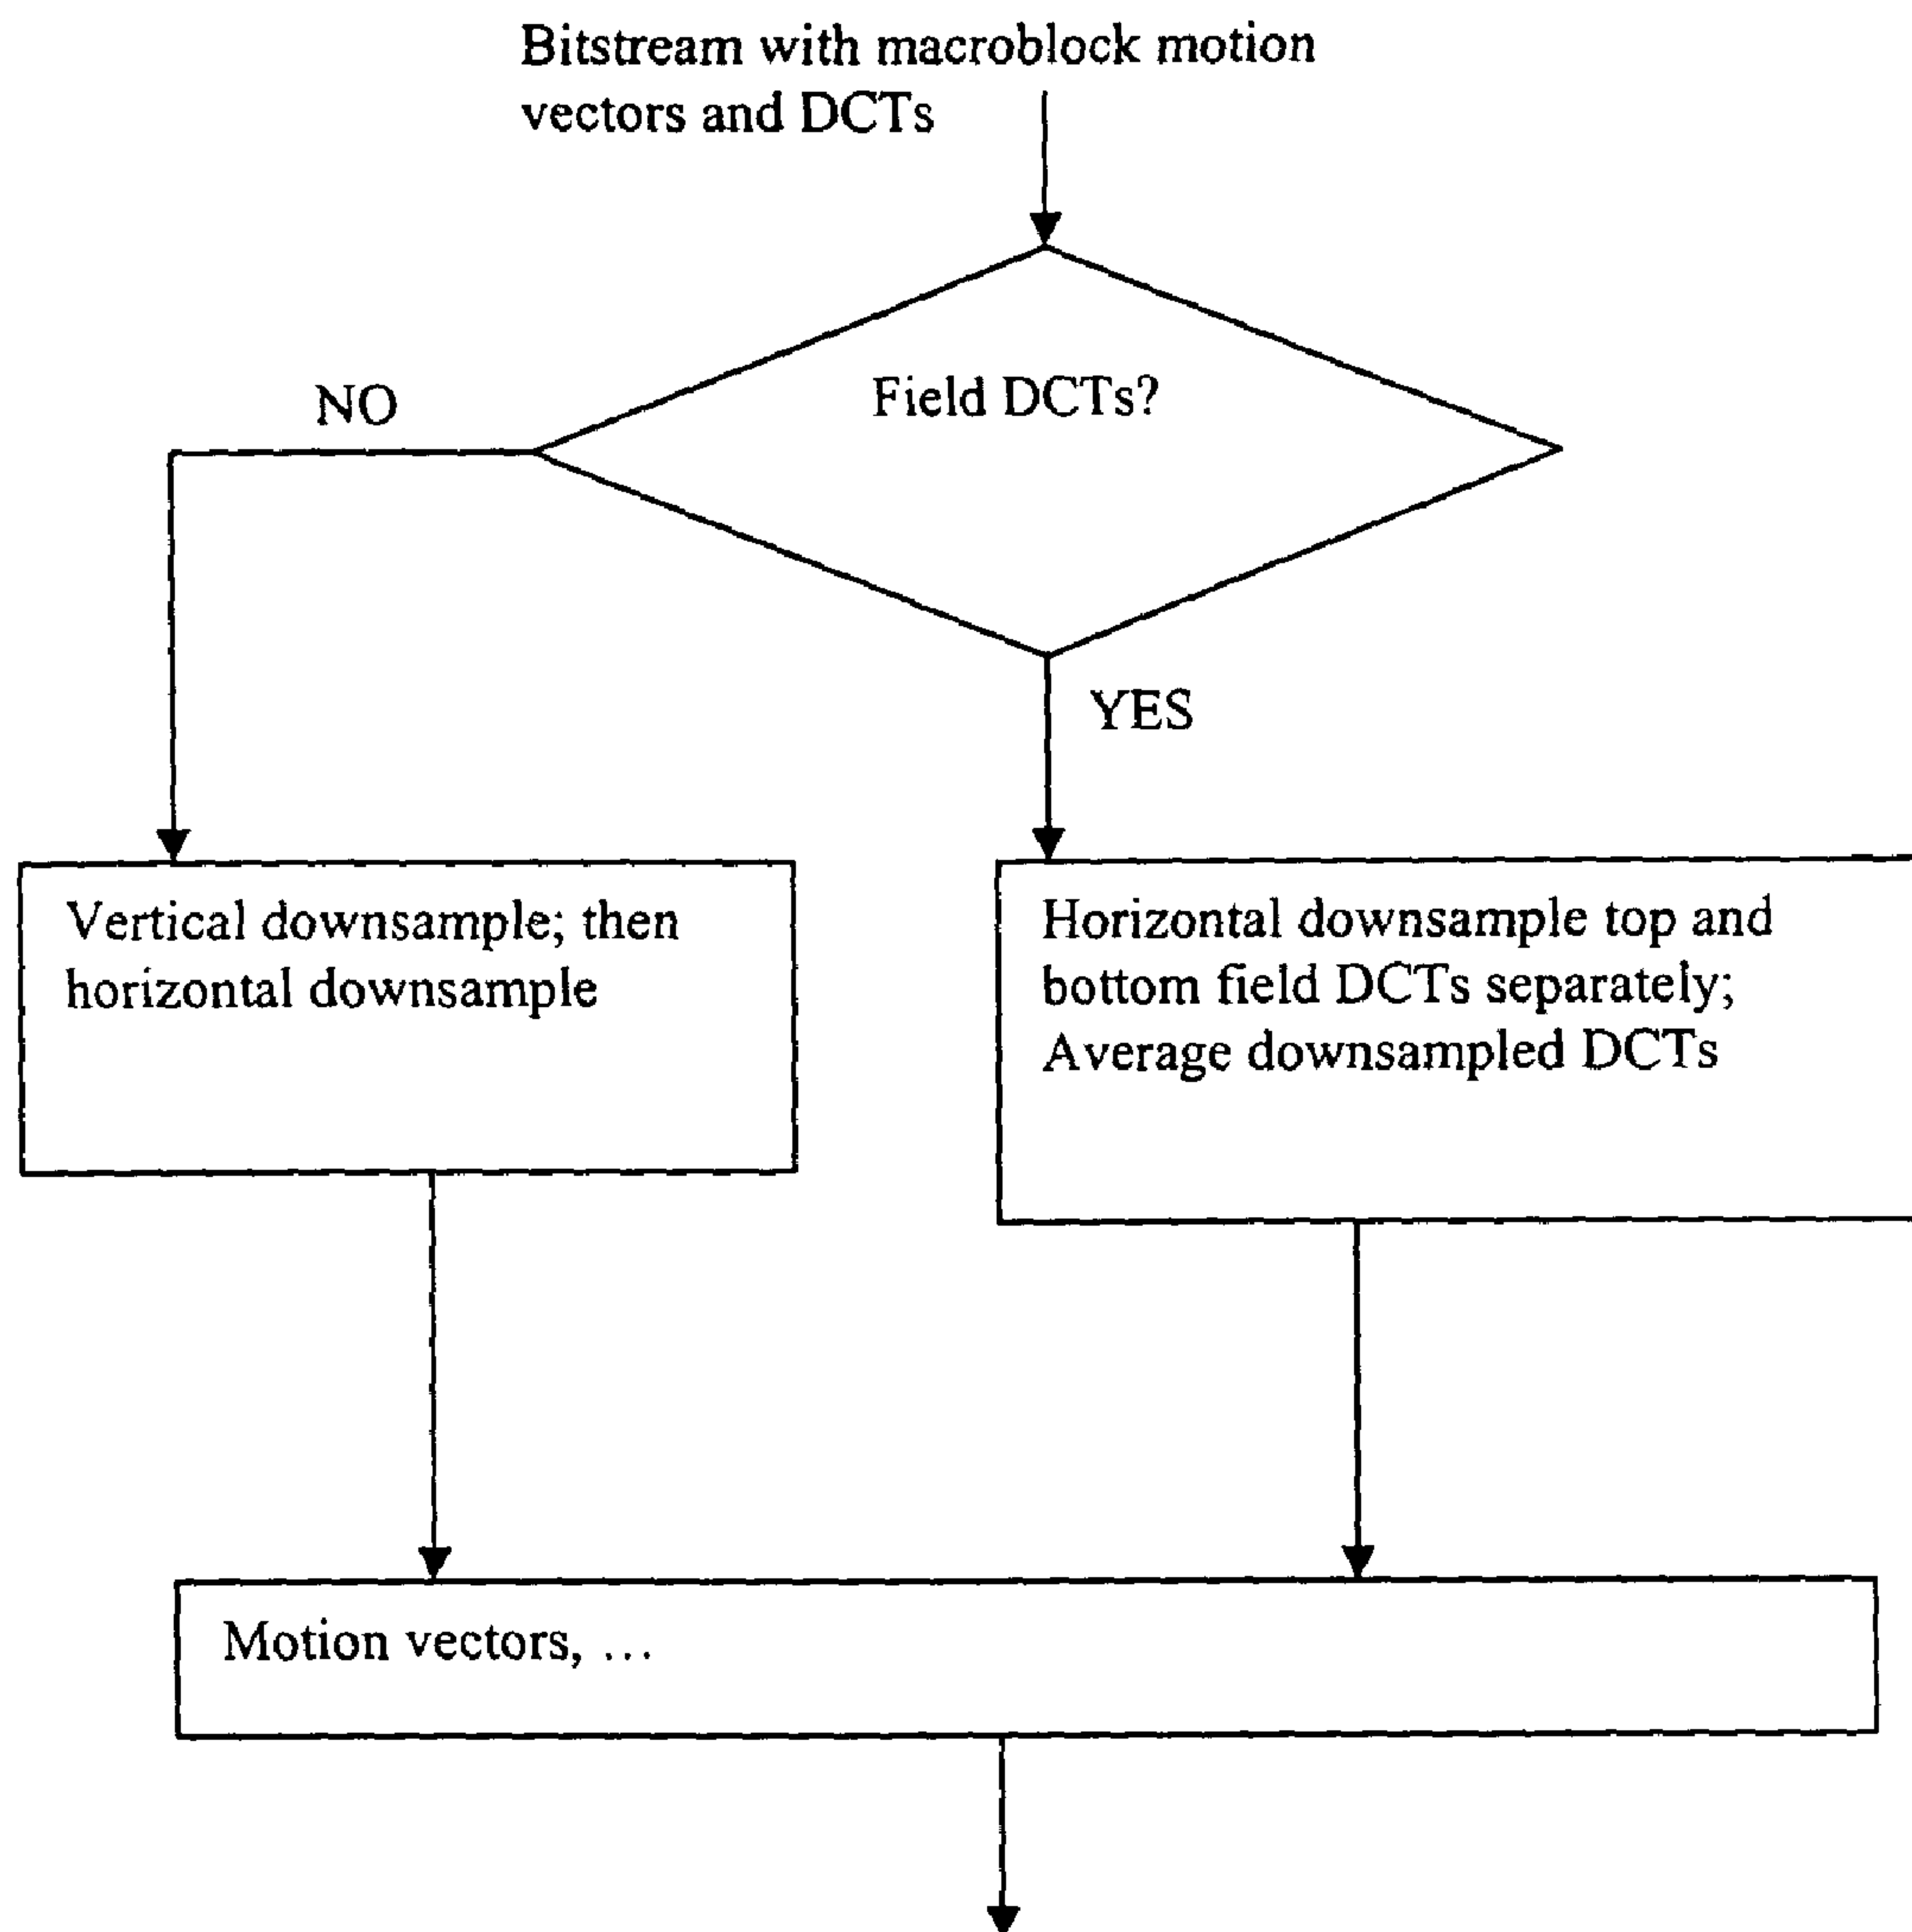 Bitstream with macroblock motion
vectors and DCTs
Field DCTs?
NO
YES
Vertical downsample; then
horizontal downsample
Horizontal downsample top and
bottom field DCTs separately;
Average downsampled DCTs
Motion vectors, ...